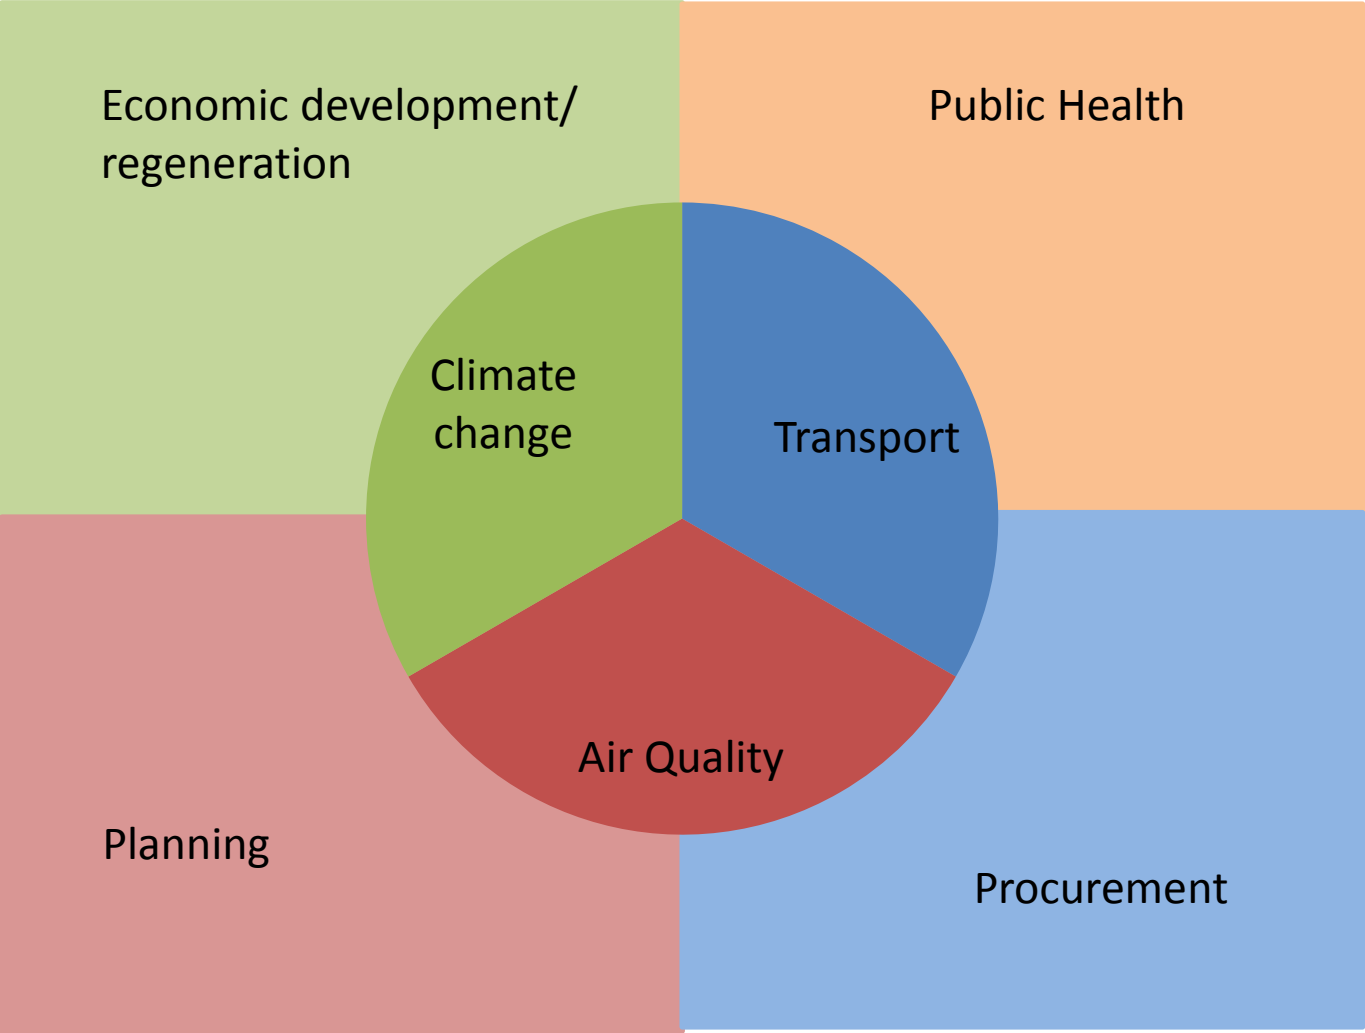 Economic development/
regeneration
Public Health
Climate
change
Transport
Air Quality
Planning
Procurement